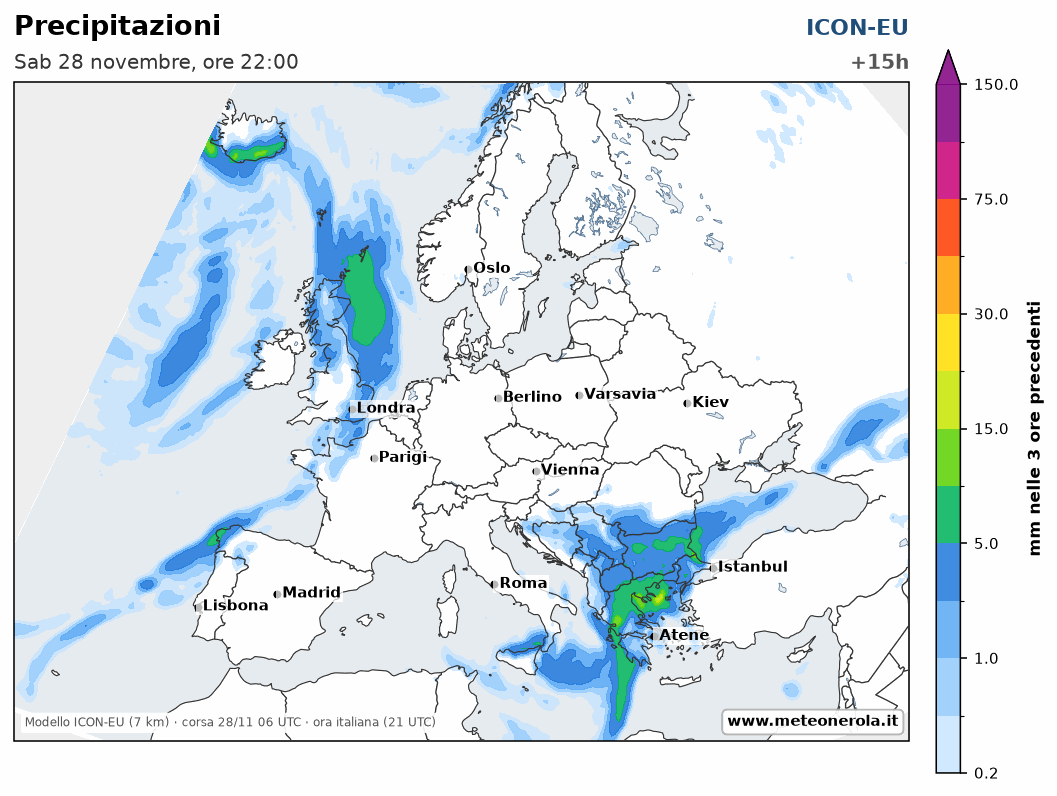 Precipitazioni
ICON-EU
Sab 28 novembre, ore 22:00
+15h
150.0
75.0
30.0
15.0
5.0
1.0
0.2
mm nelle 3 ore precedenti
Oslo
Londra
Berlino
Varsavia
Kiev
Parigi
Vienna
Istanbul
Roma
Madrid
Lisbona
Atene
Modello ICON-EU (7 km) · corsa 28/11 06 UTC · ora italiana (21 UTC)
www.meteonerola.it